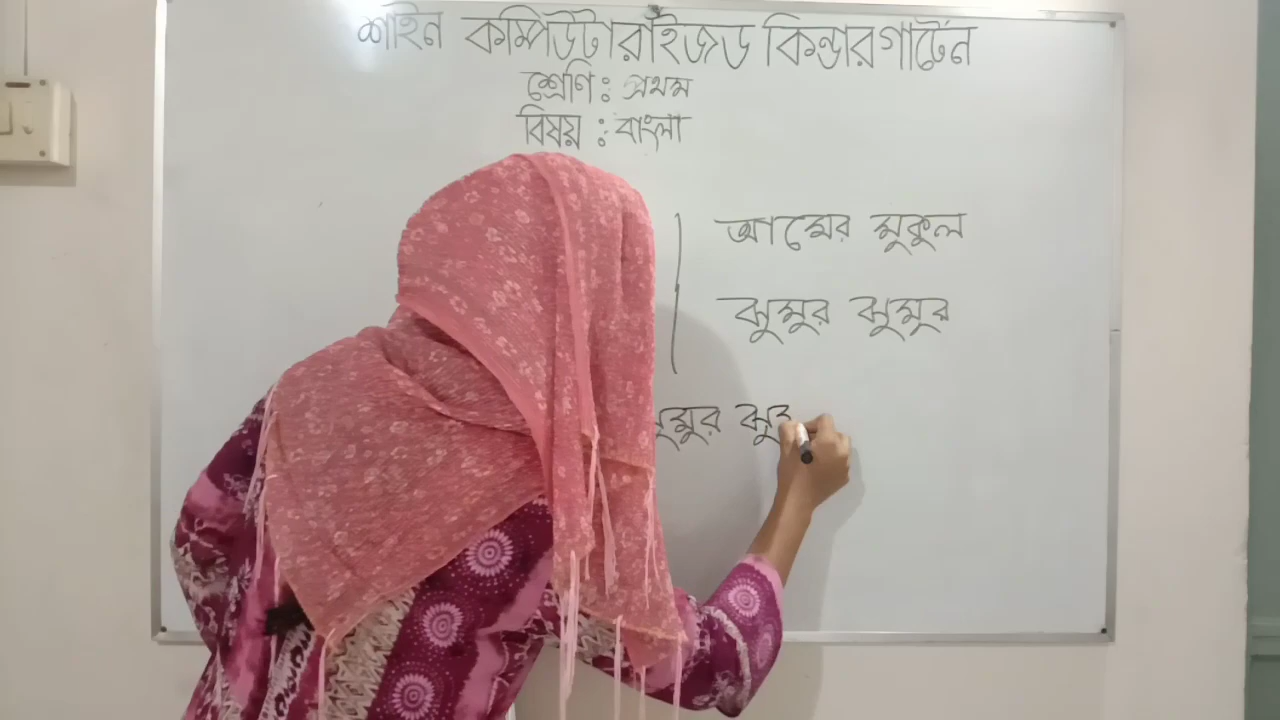 শাহিন কম্পিউটারাইজড কিন্ডারগার্টেন
শ্রেণি : প্রথম
বিষয় : বাংলা
আমের মুকুল
ঝুমুর ঝুমুর